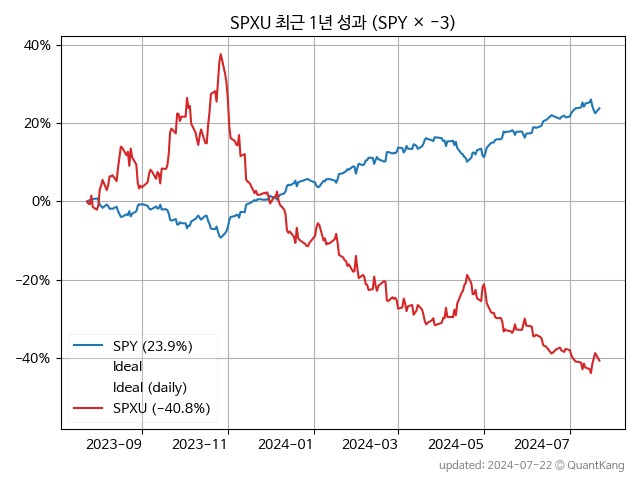 SPXU 최근 1년 성과 (SPY × −3)
40%
20%
0%
−20%
−40%
SPY (23.9%)
Ideal
Ideal (daily)
SPXU (−40.8%)
2023−09
2023−11
2024−01
2024−03
2024−05
2024−07
updated: 2024-07-22 © QuantKang